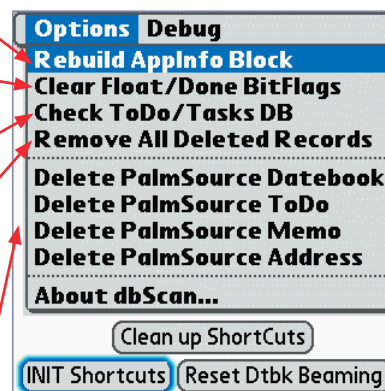 Options Debug
Rebuild AppInfo Block
Clear Float/Done BitFlags
Check ToDo/Tasks DB
Remove All Deleted Records
Delete PalmSource Datebook
Delete PalmSource ToDo
Delete PalmSource Memo
Delete PalmSource Address
About dbScan...
Clean up ShortCuts
INIT Shortcuts Reset Dtbk Beaming